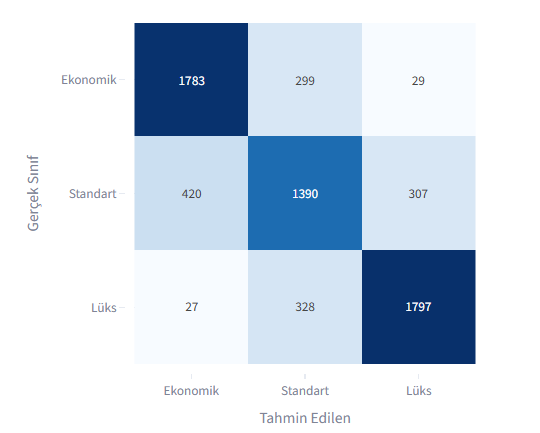 Gerçek Sınıf
Ekonomik 1783 299 29
Standart 420 1390 307
Lüks 27 328 1797
Ekonomik Standart Lüks
Tahmin Edilen